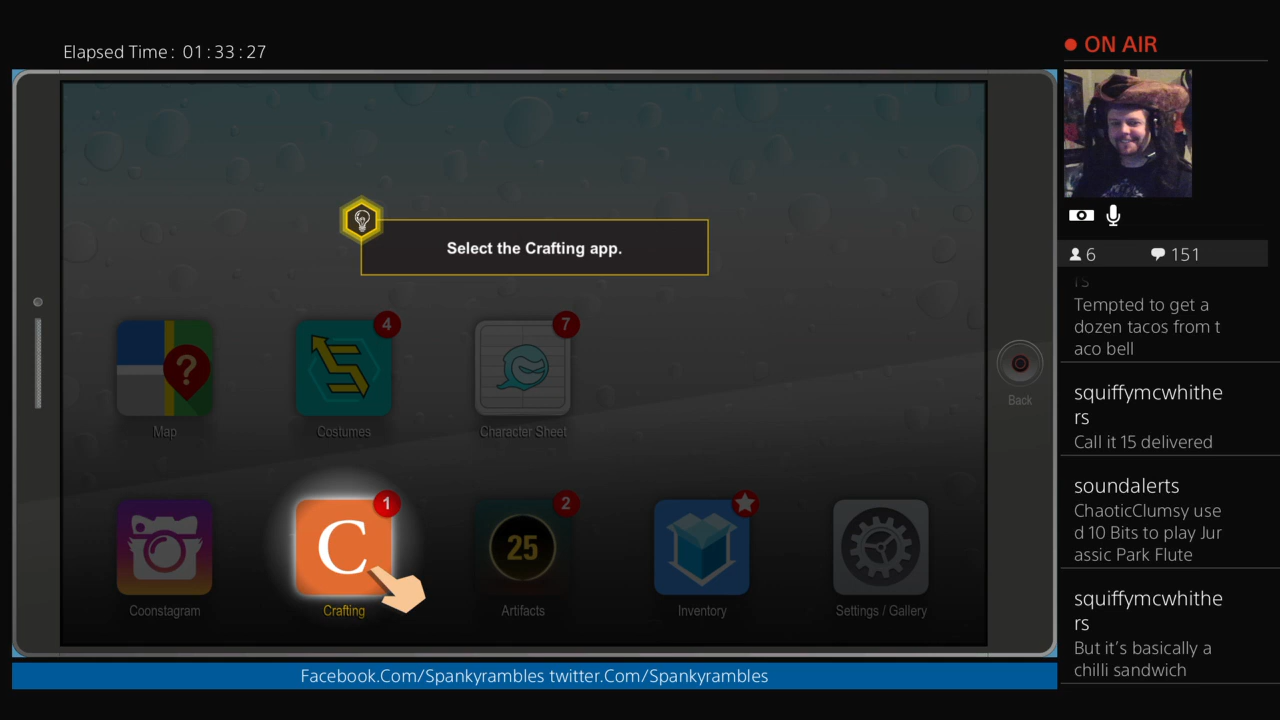 Elapsed Time: 01:33:27
ON AIR
Select the Crafting app.
4
7
?
Map
Costumes
Character Sheet
Back
C
1
2
25
Coonstagram
Crafting
Artifacts
Inventory
Settings / Gallery
Facebook.Com/Spankyrambles twitter.Com/Spankyrambles
6
151
rs
Tempted to get a
dozen tacos from t
aco bell
squiffymcwhithe
rs
Call it 15 delivered
soundalerts
ChaoticClumsy use
d 10 Bits to play Jur
assic Park Flute
squiffymcwhithe
rs
But it's basically a
chilli sandwich